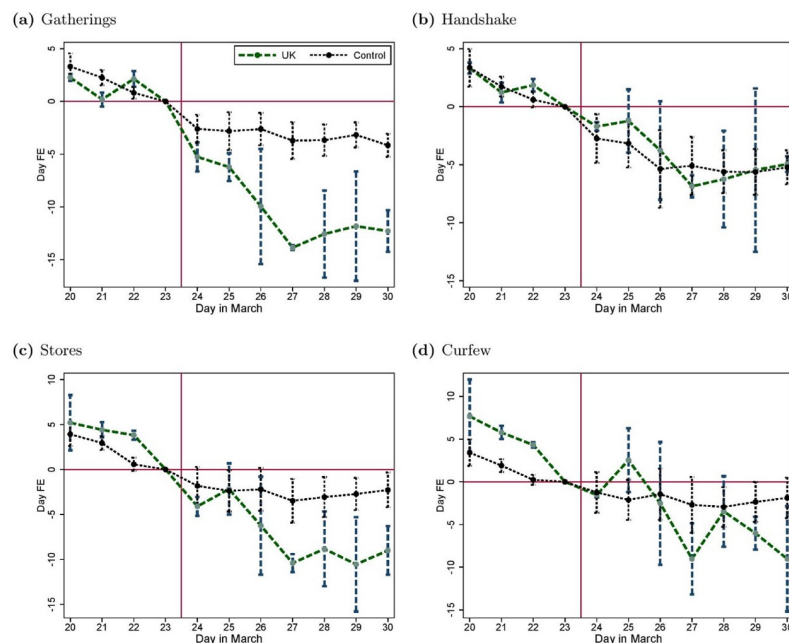 (a) Gatherings
5
0
-5
-10
-15
Day FE
UK Control
20 21 22 23 24 25 26 27 28 29 30
Day in March
(b) Handshake
5
0
-5
-10
-15
Day FE
20 21 22 23 24 25 26 27 28 29 30
Day in March
(c) Stores
10
5
0
-5
-10
-15
Day FE
20 21 22 23 24 25 26 27 28 29 30
Day in March
(d) Curfew
10
5
0
-5
-10
-15
Day FE
20 21 22 23 24 25 26 27 28 29 30
Day in March